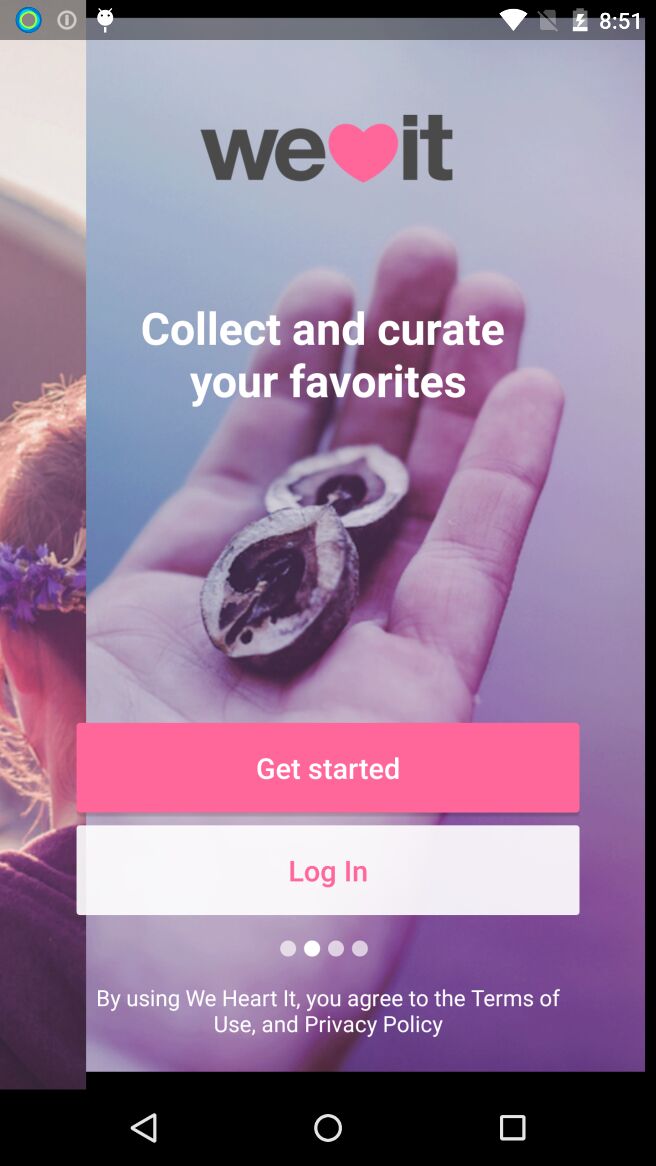 8:51
we it
Collect and curate
your favorites
Get started
Log In
By using We Heart It, you agree to the Terms of
Use, and Privacy Policy